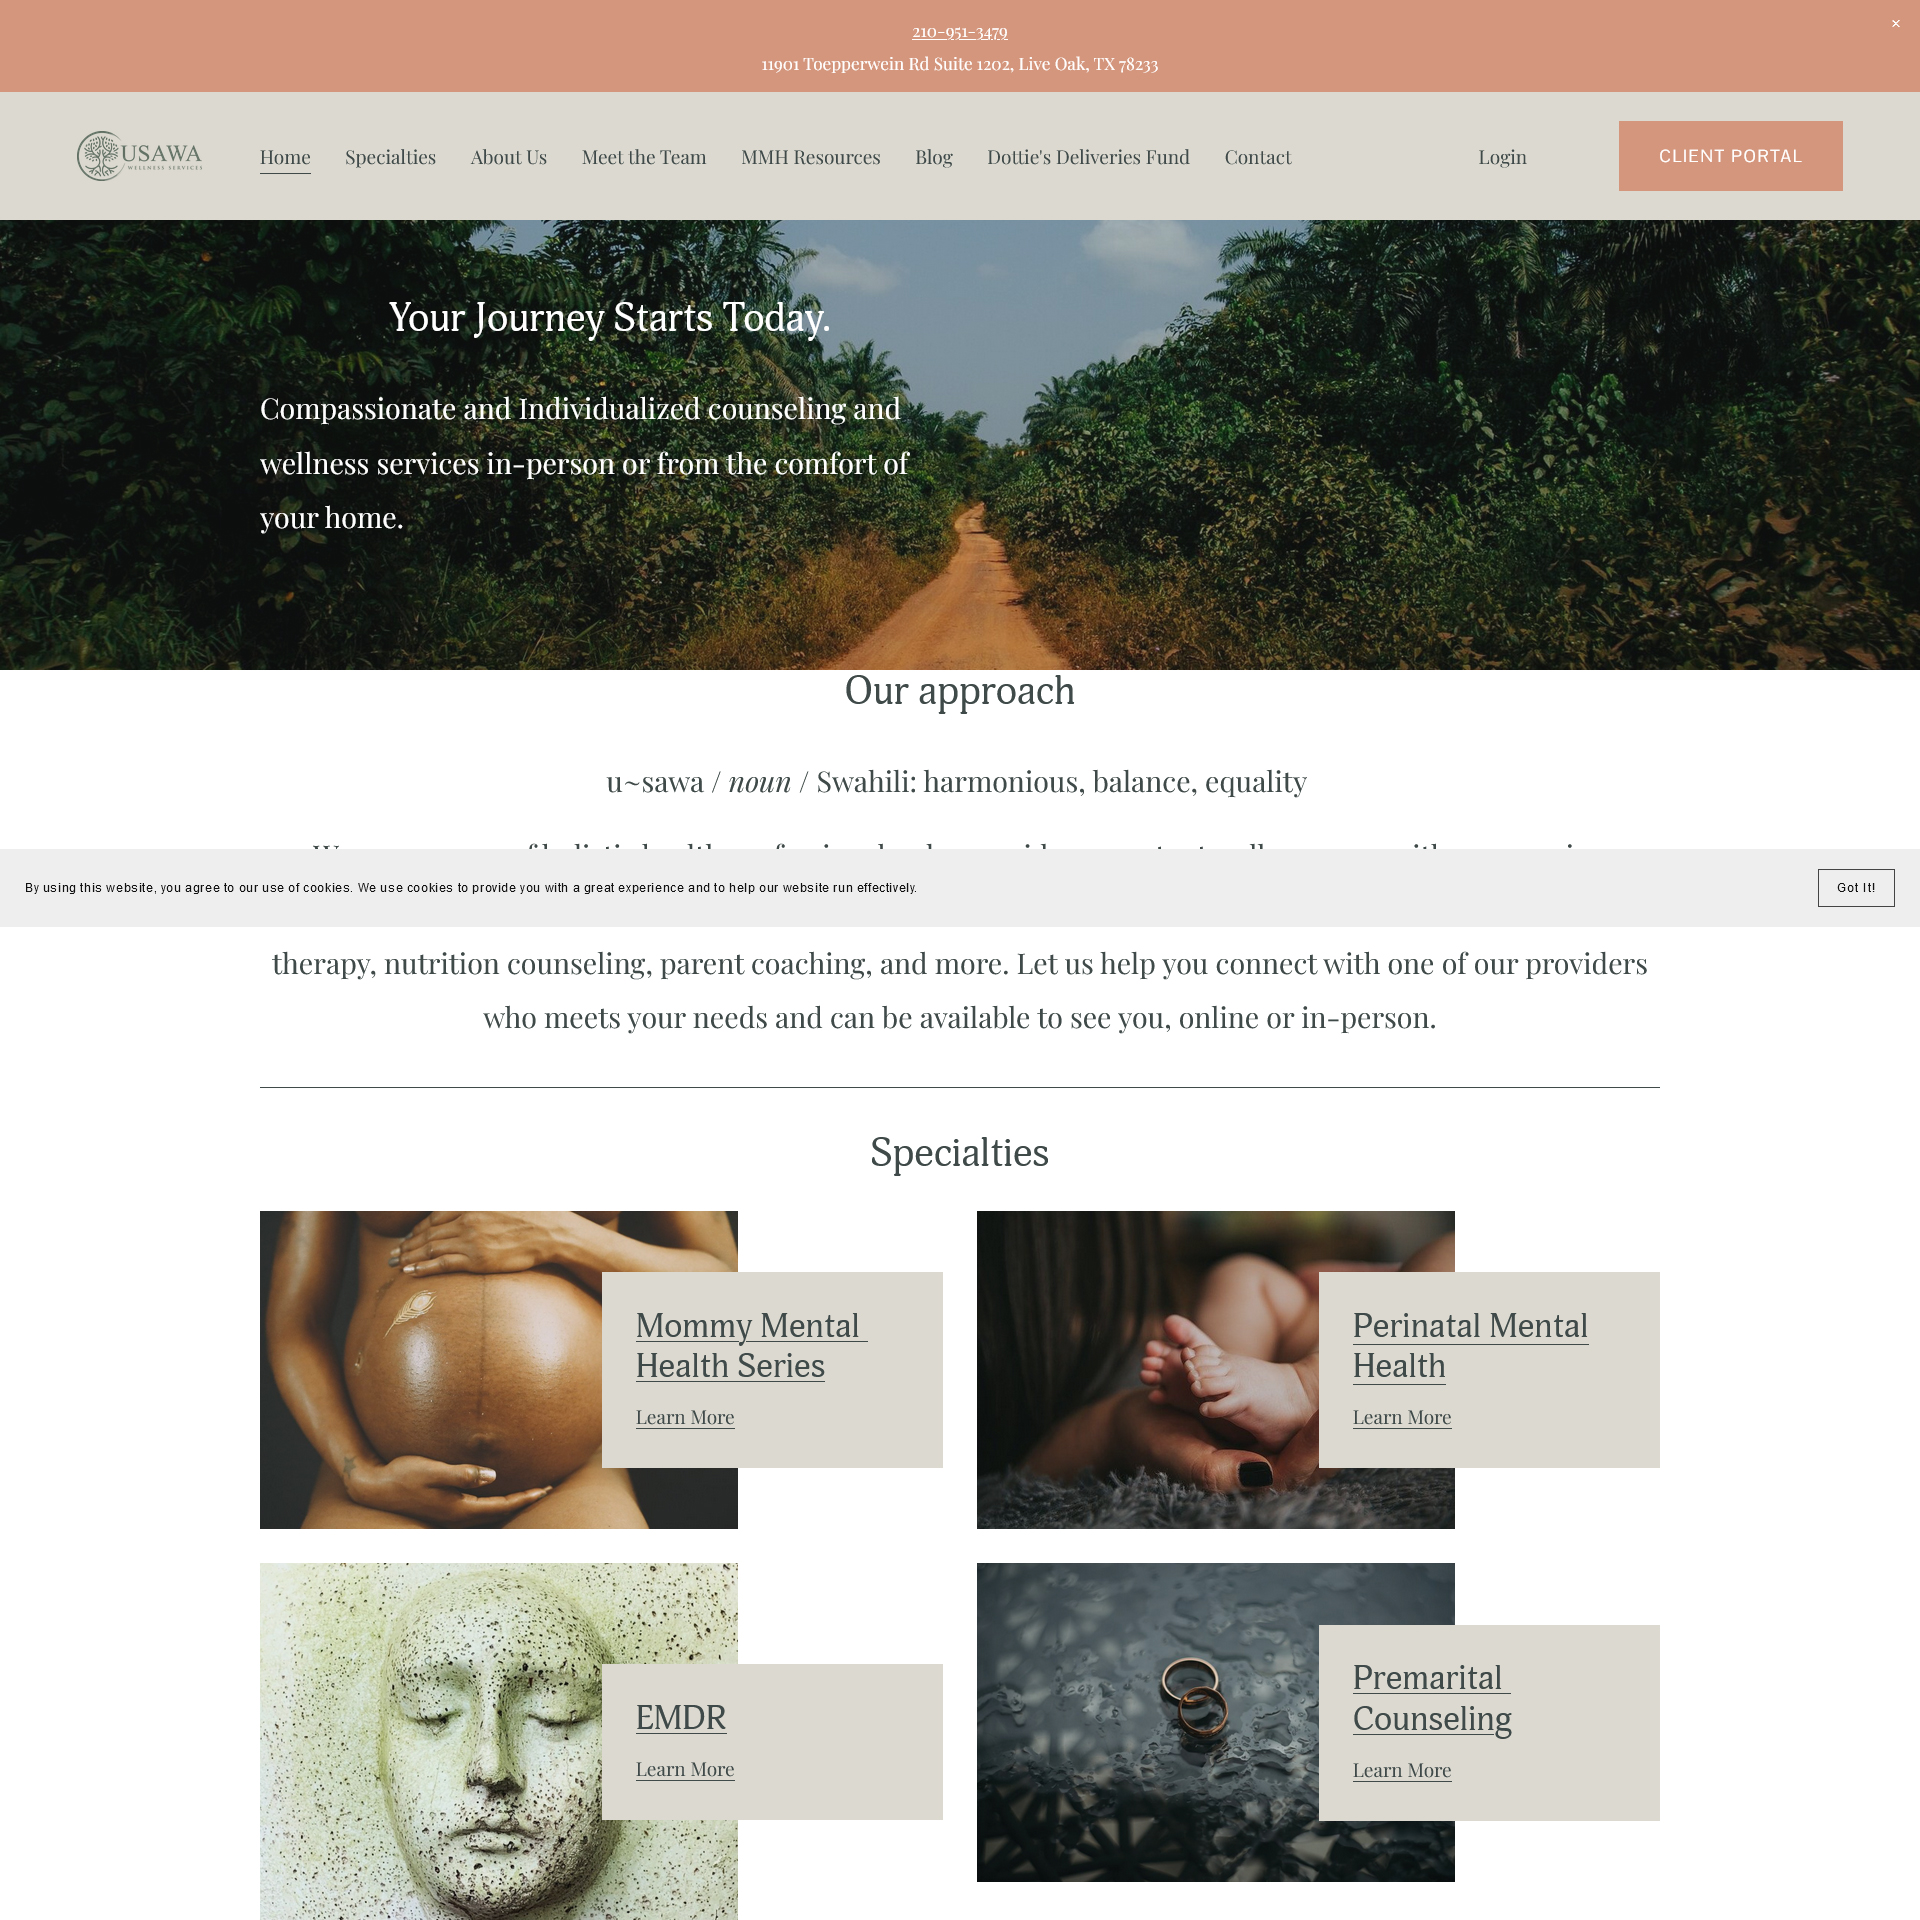 210-951-3479
11901 Toepperwein Rd Suite 1202, Live Oak, TX 78233
×
USAWA
WELLNESS SERVICES
Home Specialties About Us Meet the Team MMH Resources Blog Dottie's Deliveries Fund Contact Login CLIENT PORTAL
Your Journey Starts Today.
Compassionate and Individualized counseling and
wellness services in-person or from the comfort of
your home.
Our approach
u~sawa / noun / Swahili: harmonious, balance, equality
By using this website, you agree to our use of cookies. We use cookies to provide you with a great experience and to help our website run effectively.
Got It!
therapy, nutrition counseling, parent coaching, and more. Let us help you connect with one of our providers
who meets your needs and can be available to see you, online or in-person.
Specialties
Mommy Mental
Health Series
Learn More
Perinatal Mental
Health
Learn More
EMDR
Learn More
Premarital
Counseling
Learn More